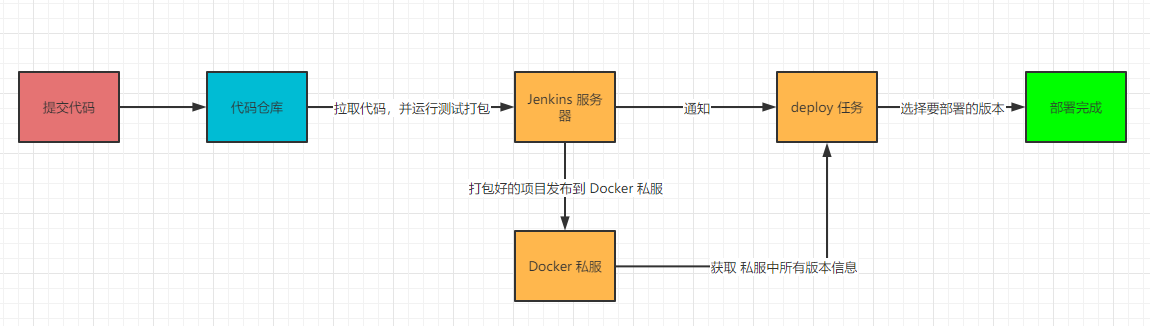 提交代码
代码仓库
拉取代码，并运行测试打包
Jenkins 服务
器
通知
deploy 任务
选择要部署的版本
部署完成
打包好的项目发布到 Docker 私服
Docker 私服
获取 私服中所有版本信息